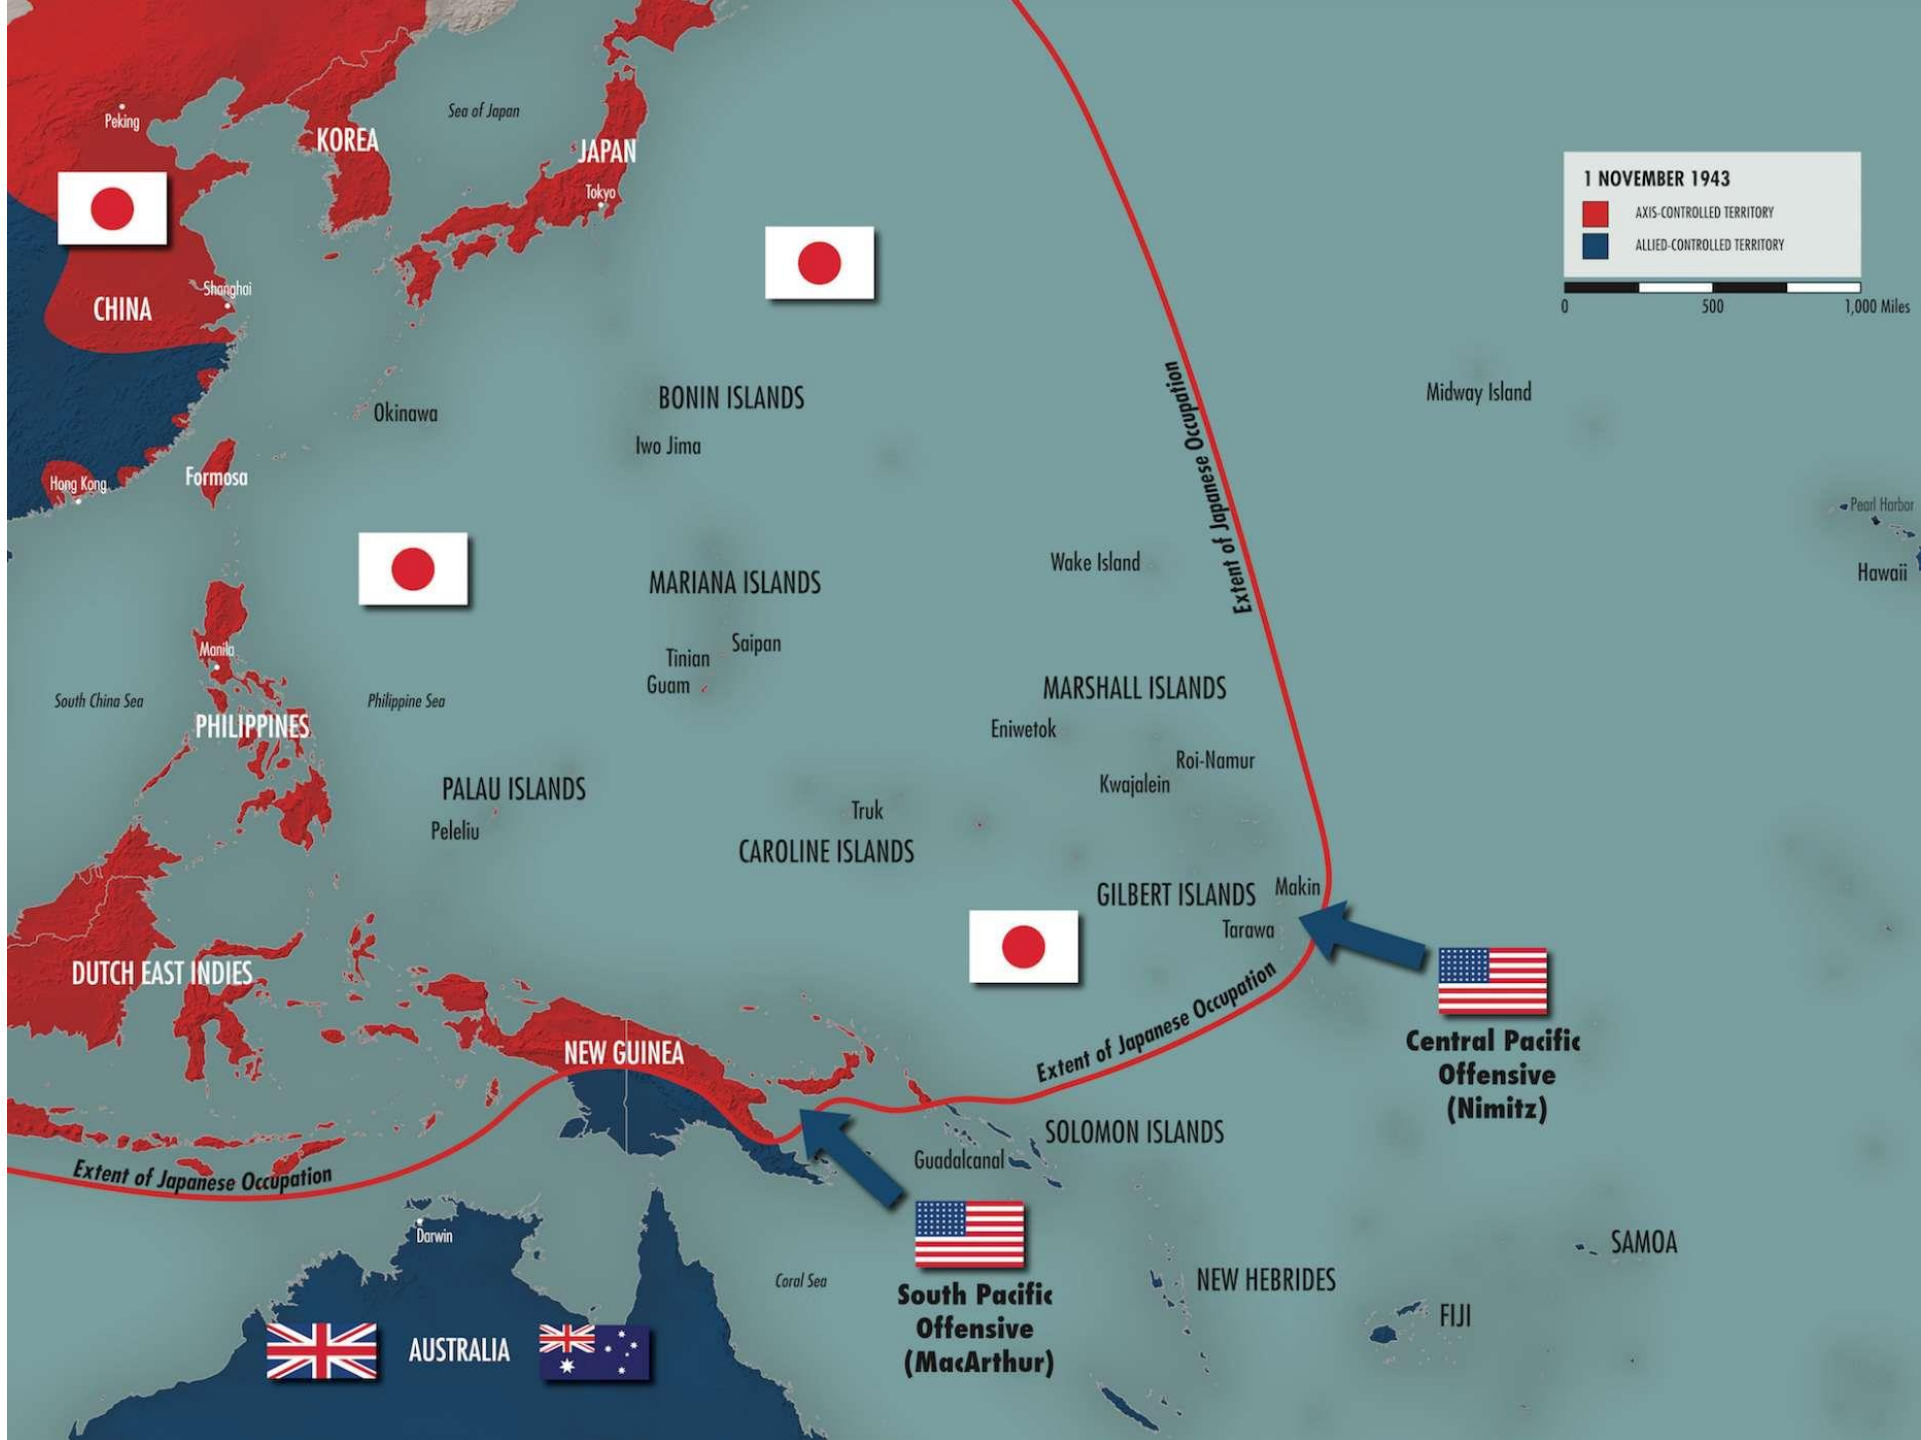 Sea of Japan
Peking
KOREA
JAPAN
Tokyo
1 NOVEMBER 1943
AXIS-CONTROLLED TERRITORY
ALLIED-CONTROLLED TERRITORY
0 500 1,000 Miles
Shanghai
CHINA
Extent of Japanese Occupation
Midway Island
BONIN ISLANDS
Okinawa
Iwo Jima
Formosa
Hong Kong
Pearl Harbor
Hawaii
Wake Island
MARIANA ISLANDS
Saipan
Tinian
Guam
Manila
South China Sea
Philippine Sea
PHILIPPINES
MARSHALL ISLANDS
Eniwetok
Roi-Namur
Kwajalein
PALAU ISLANDS
Peleliu
Truk
CAROLINE ISLANDS
GILBERT ISLANDS
Makin
Tarawa
DUTCH EAST INDIES
Extent of Japanese Occupation
NEW GUINEA
Central Pacific
Offensive
(Nimitz)
SOLOMON ISLANDS
Guadalcanal
Extent of Japanese Occupation
Darwin
SAMOA
Coral Sea
NEW HEBRIDES
South Pacific
Offensive
(MacArthur)
FIJI
AUSTRALIA